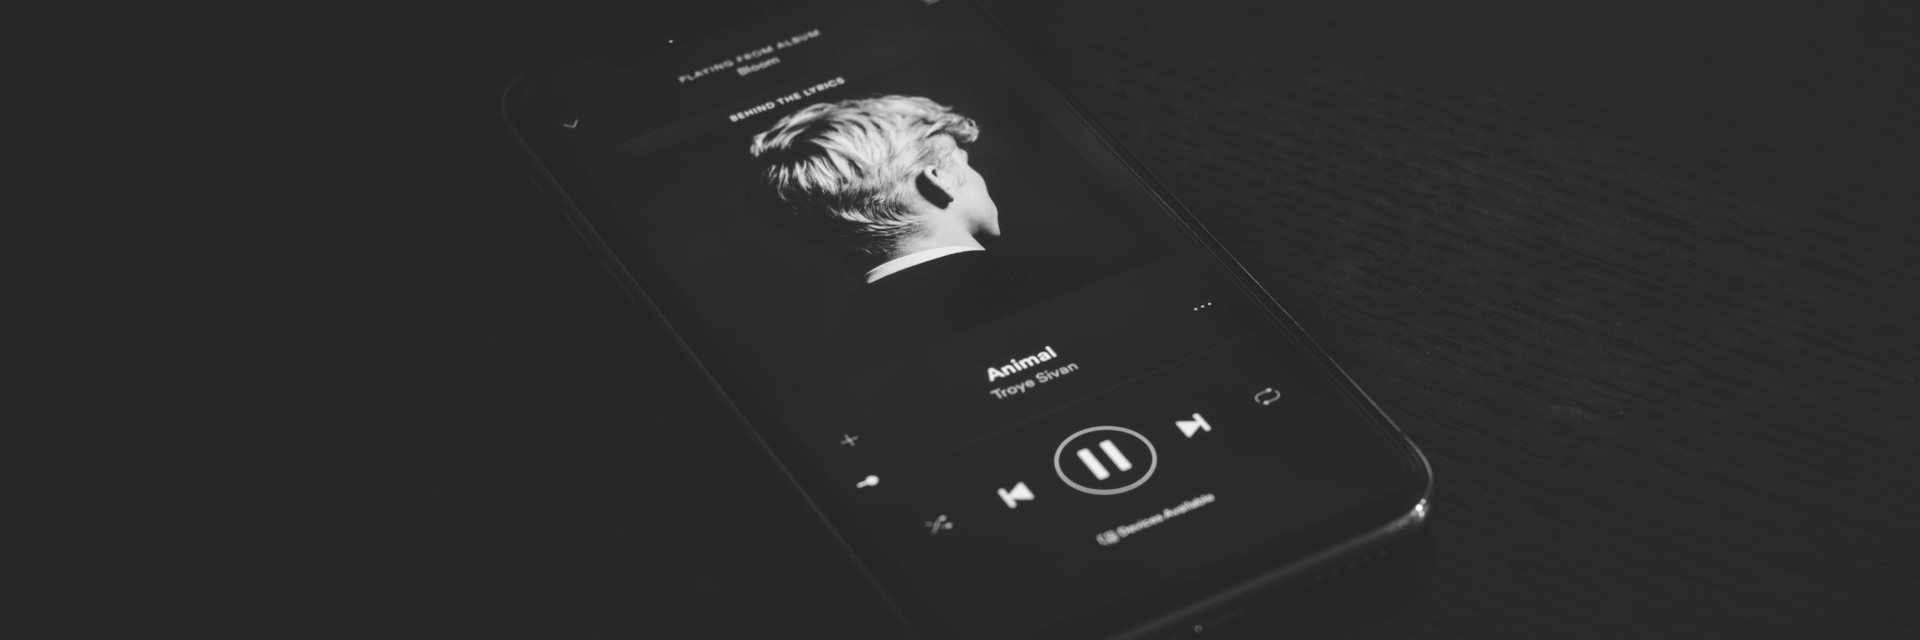 PLAYING FROM ALBUM
Bloom
BEHIND THE LYRICS
Animal
Troye Sivan
Devices Available